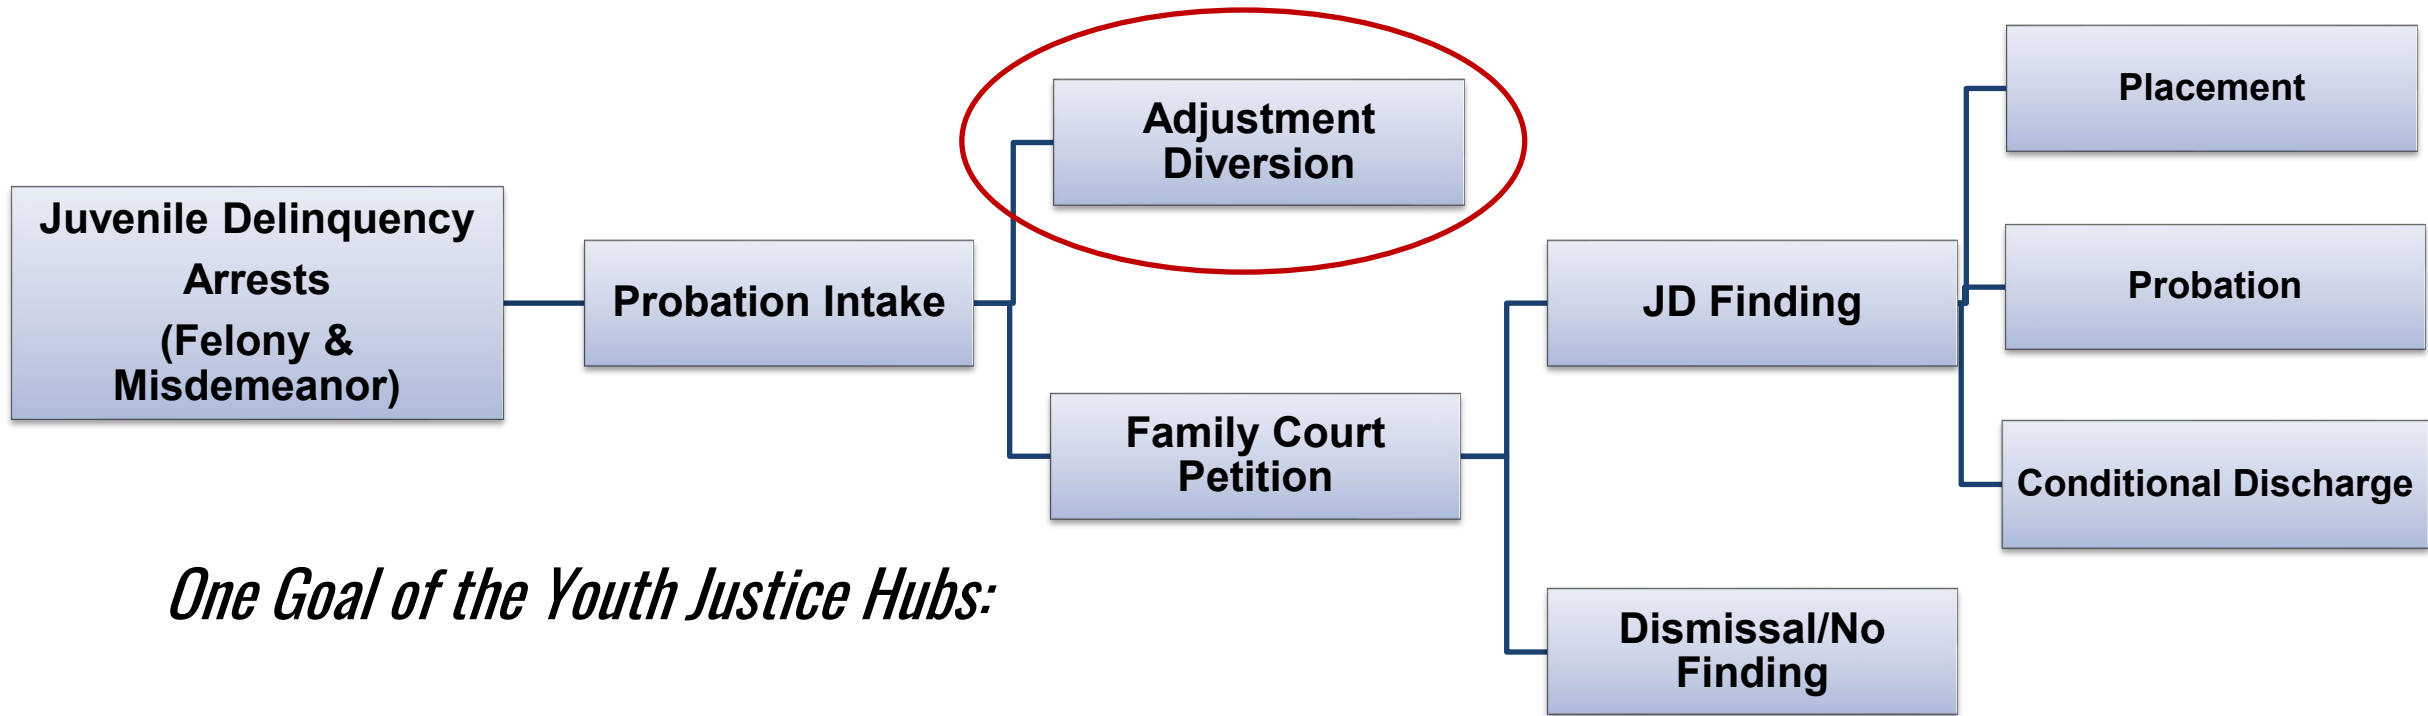 Juvenile Delinquency
Arrests
(Felony &
Misdemeanor)
Probation Intake
Adjustment
Diversion
Family Court
Petition
JD Finding
Dismissal/No
Finding
Placement
Probation
Conditional Discharge
One Goal of the Youth Justice Hubs: